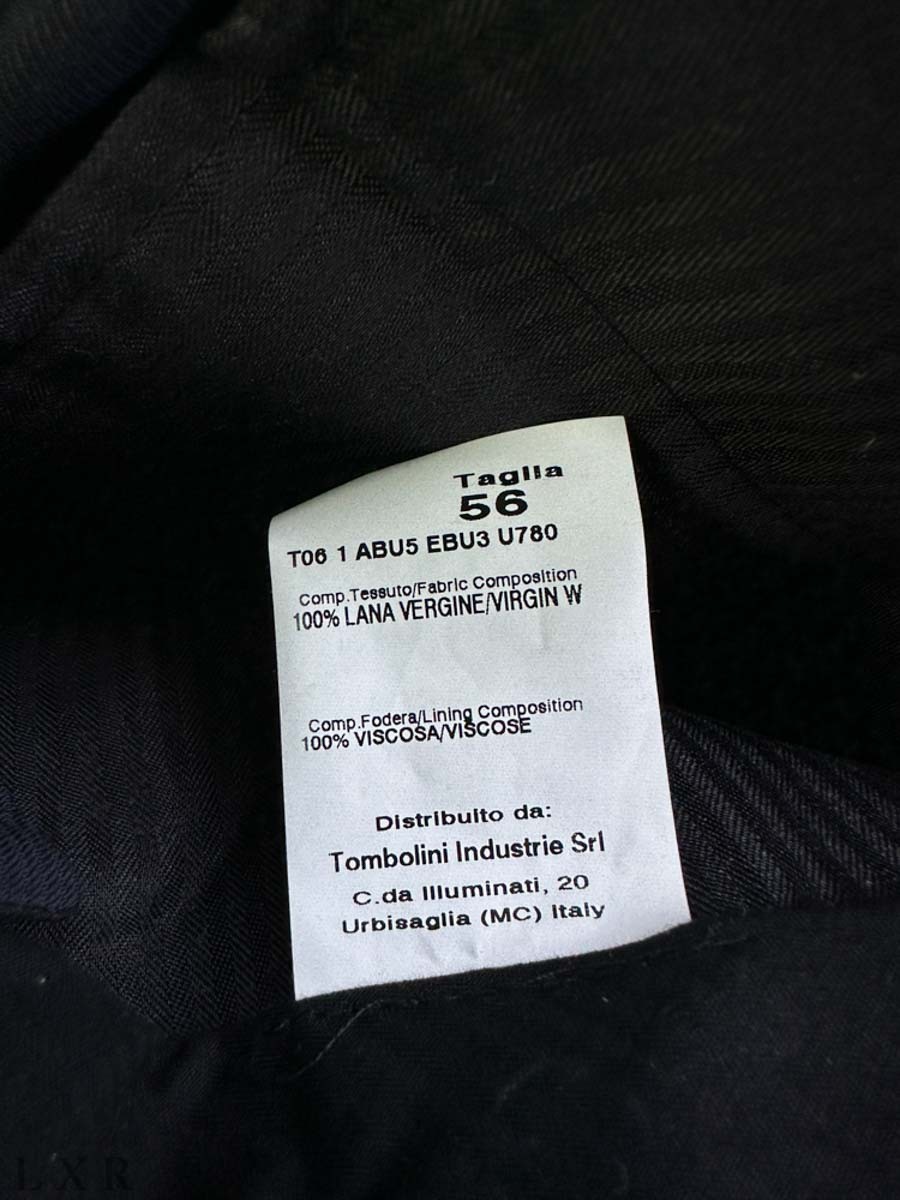 Taglia
56
T06 1 ABU5 EBU3 U780
Comp.Tessuto/Fabric Composition
100% LANA VERGINE/VIRGIN W
Comp.Fodera/Lining Composition
100% VISCOSA/VISCOSE
Distribuito da:
Tombolini Industrie Srl
C.da Illuminati, 20
Urbisaglia (MC) Italy
LXR